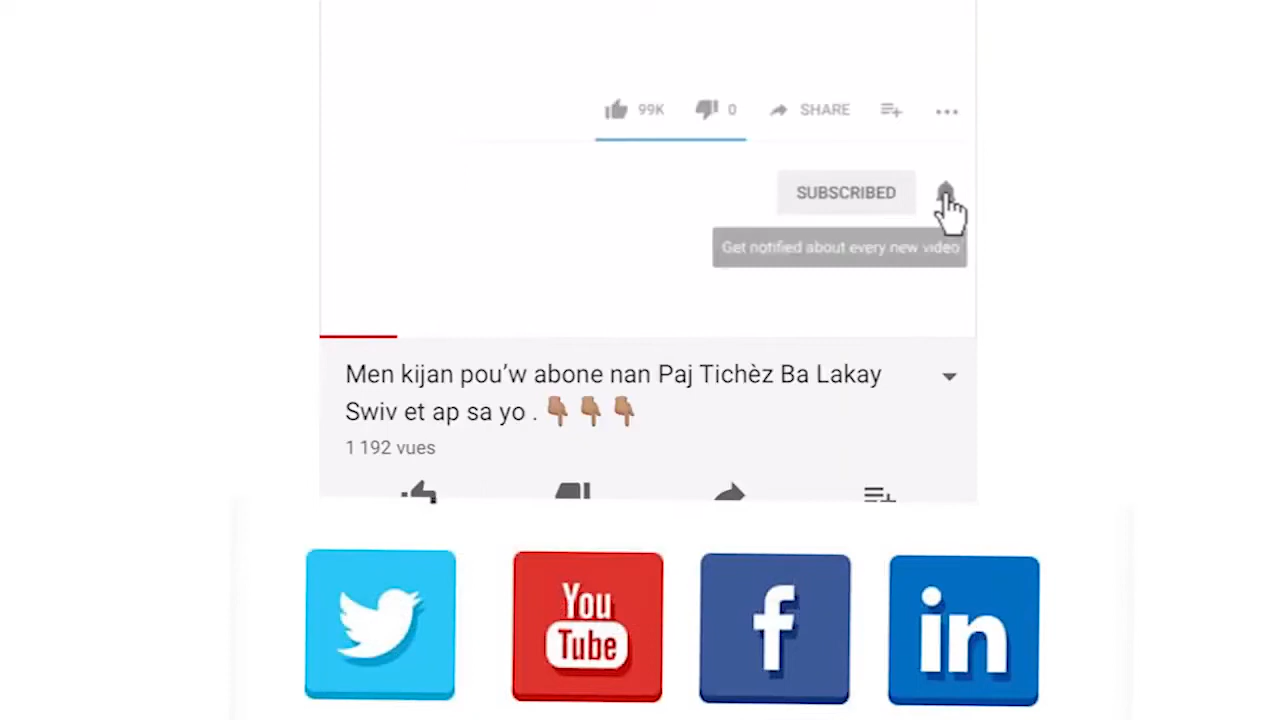 99K 0 SHARE
SUBSCRIBED
Get notified about every new video
Men kijan pou’w abone nan Paj Tichèz Ba Lakay
Swiv et ap sa yo . 👇🏽👇🏽👇🏽
1 192 vues
You
Tube
f
in